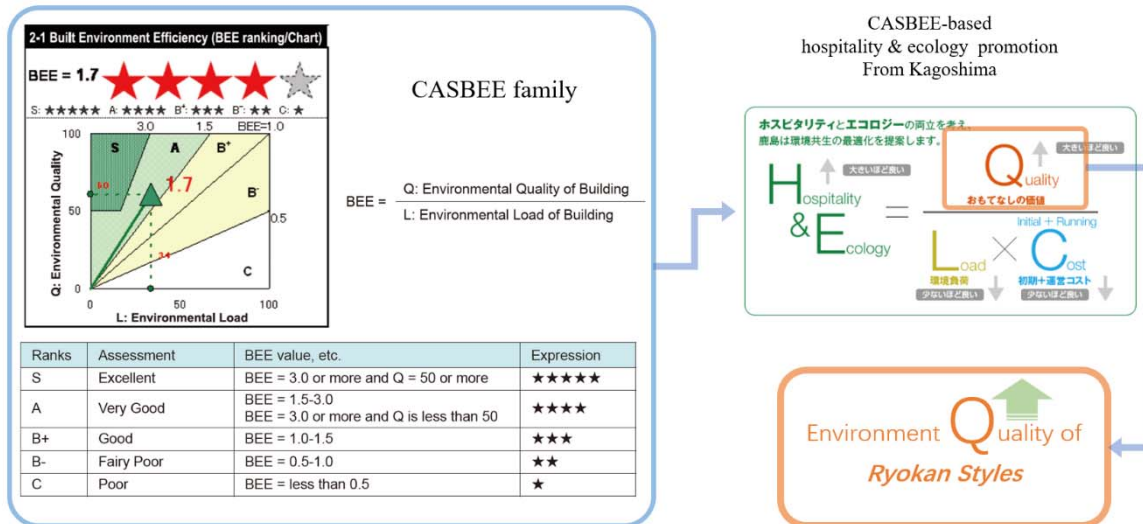 2-1 Built Environment Efficiency (BEE ranking/Chart)
BEE = 1.7
S: ★★★★★ A: ★★★★ B⁺: ★★★ B⁻: ★★ C: ★
100 3.0 1.5 BEE=1.0
S A B⁺
1.7
60
B⁻
50
0.5
34
C
0
0 50 100
Q: Environmental Quality
L: Environmental Load
CASBEE family
BEE = Q: Environmental Quality of Building
L: Environmental Load of Building
Ranks Assessment BEE value, etc. Expression
S Excellent BEE = 3.0 or more and Q = 50 or more ★★★★★
A Very Good BEE = 1.5-3.0 ★★★★
BEE = 3.0 or more and Q is less than 50
B+ Good BEE = 1.0-1.5 ★★★
B- Fairy Poor BEE = 0.5-1.0 ★★
C Poor BEE = less than 0.5 ★
CASBEE-based
hospitality & ecology promotion
From Kagoshima
ホスピタリティとエコロジーの両立を考え、
鹿島は環境共生の最適化を提案します。
Hospitality
大きいほど良い
& Ecology
=
Quality
大きいほど良い
おもてなしの価値
Load
環境負荷
少ないほど良い
×
Initial + Running
Cost
初期+運営コスト
少ないほど良い
Environment Quality of
Ryokan Styles